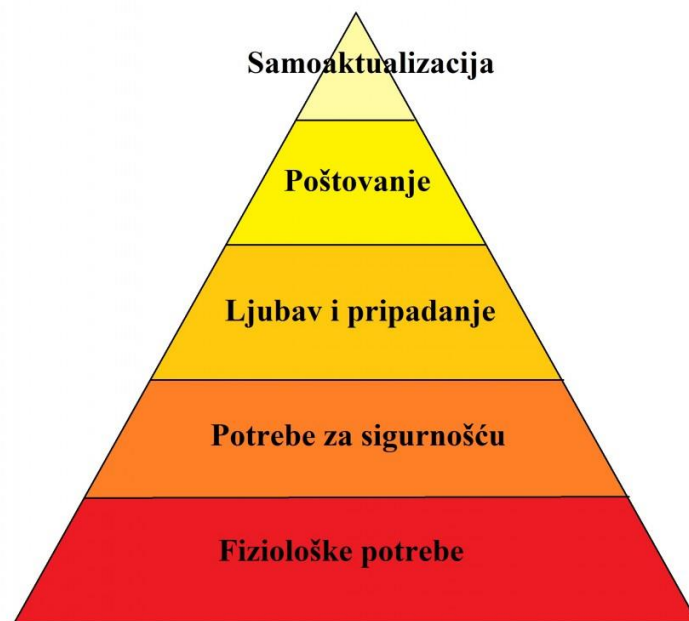 Samoaktualizacija
Poštovanje
Ljubav i pripadanje
Potrebe za sigurnošću
Fiziološke potrebe